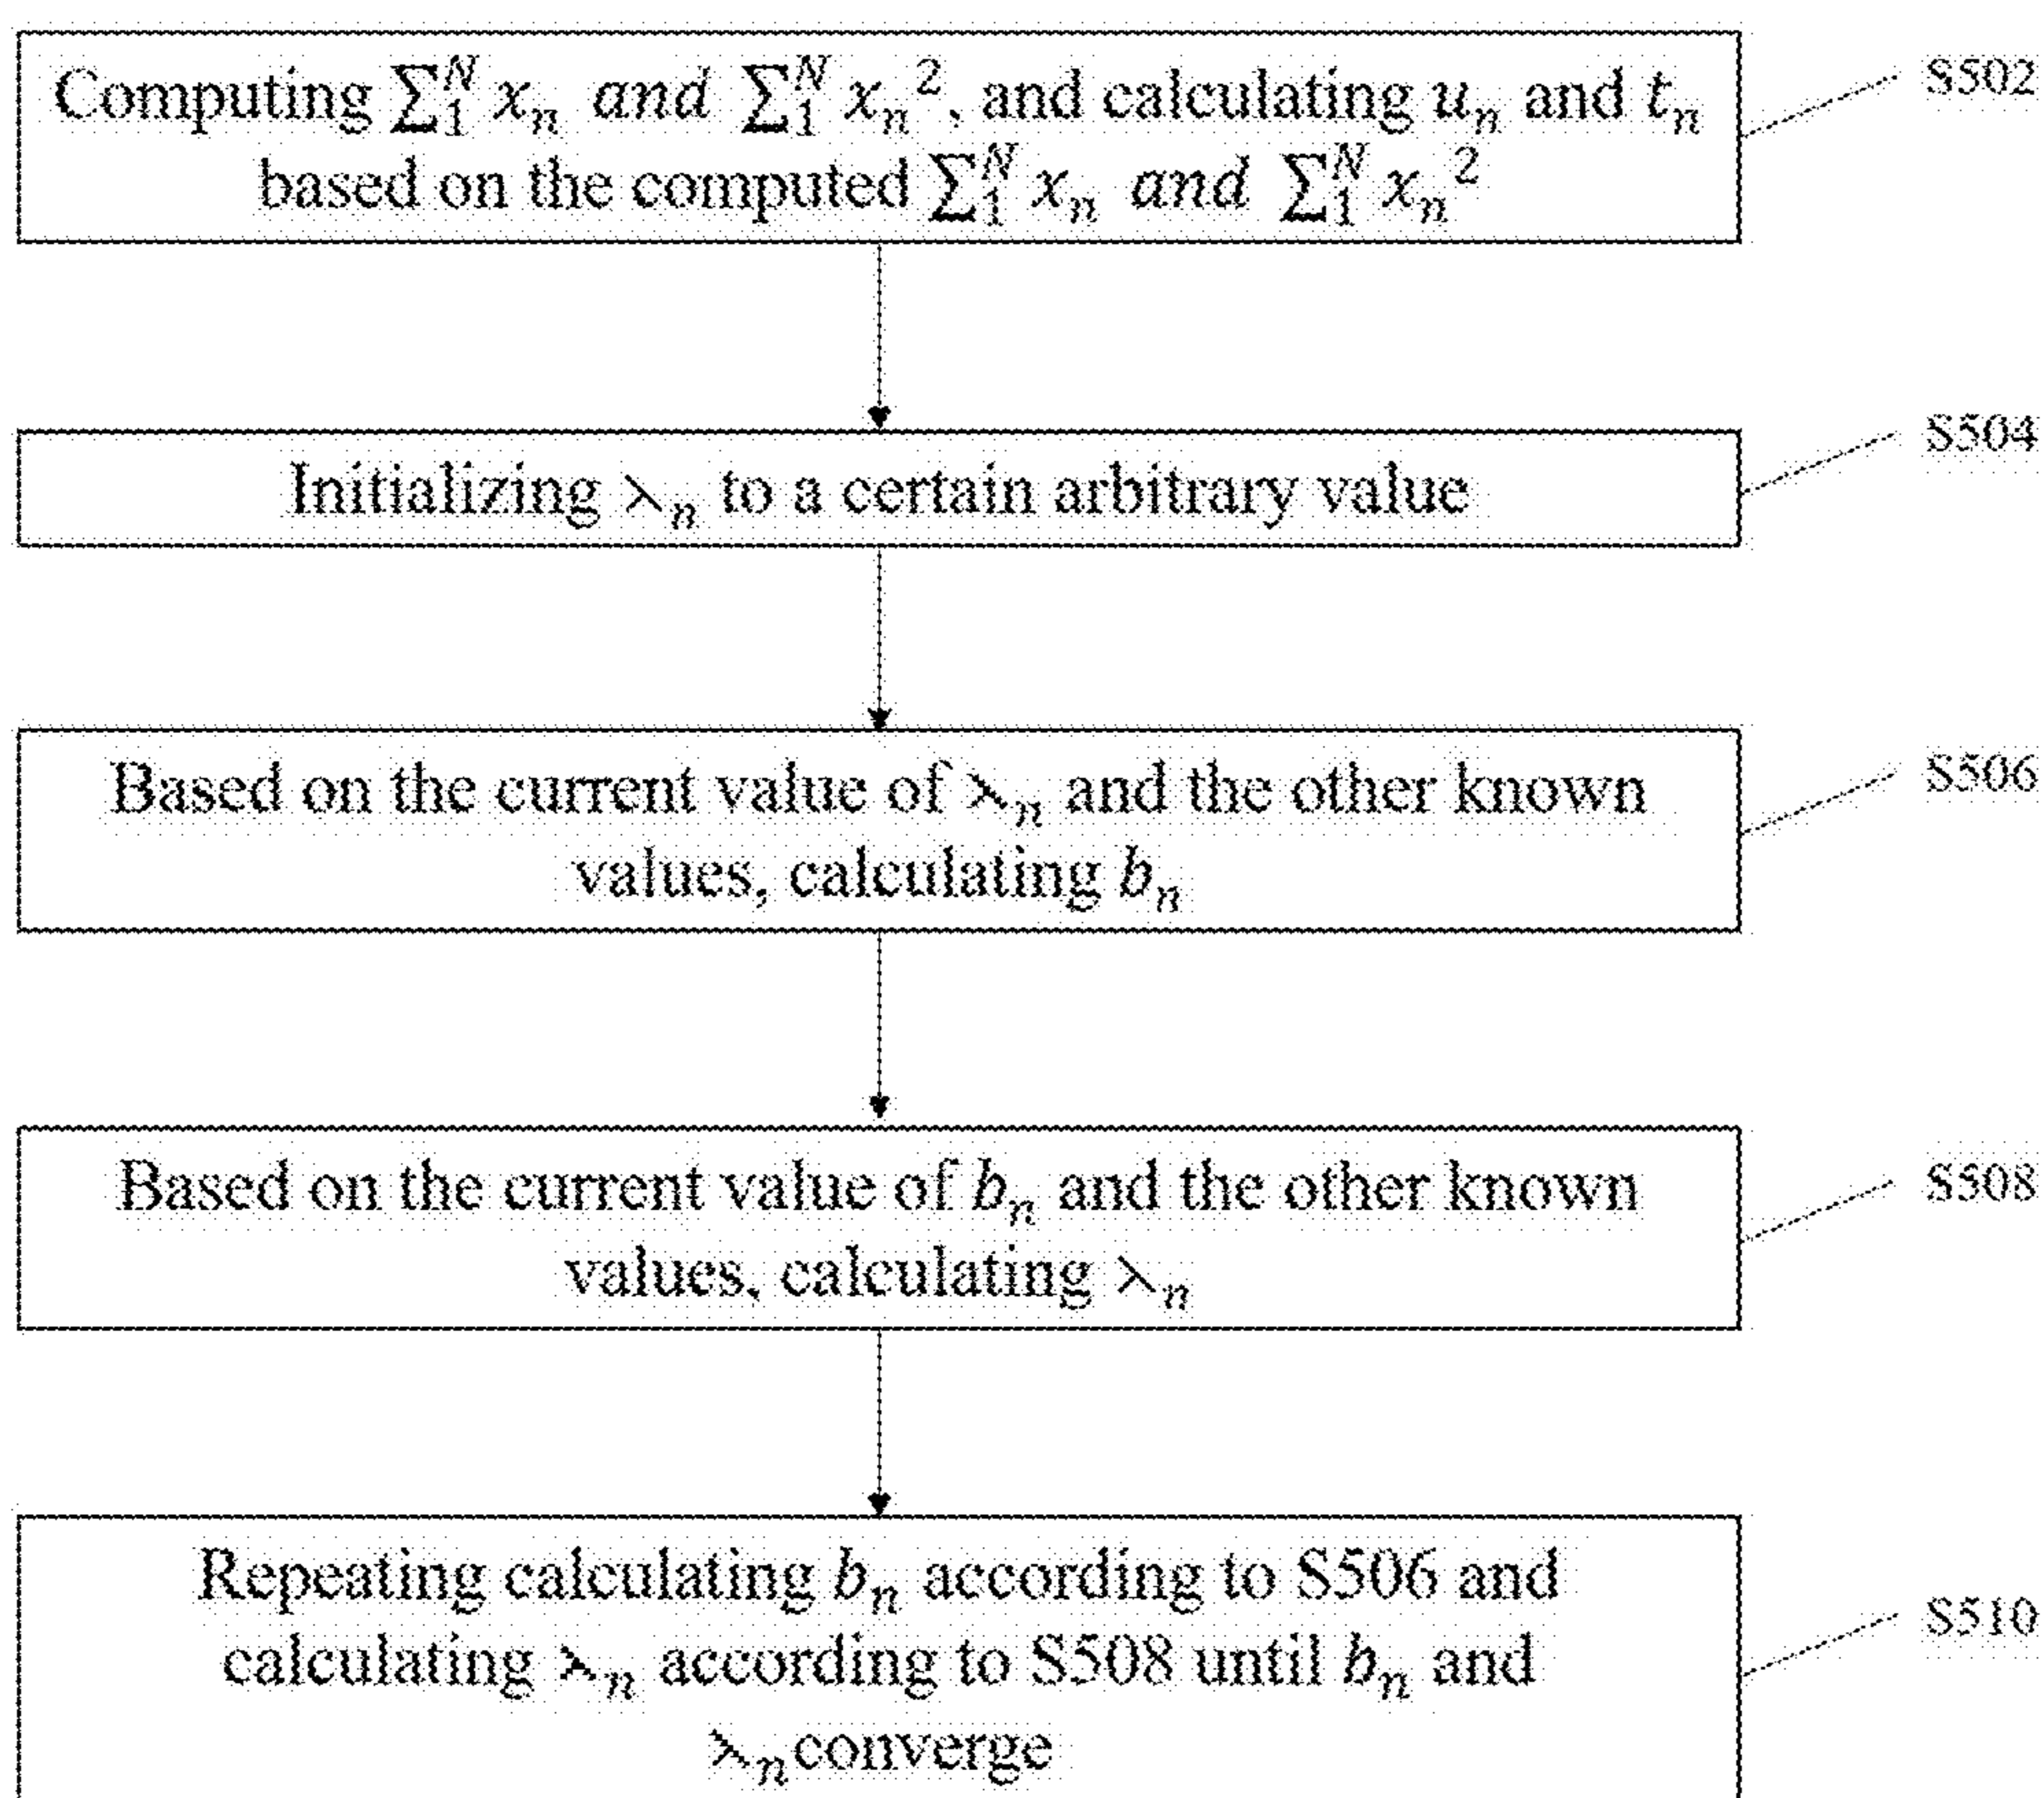 Computing ∑₁ᴺ xₙ and ∑₁ᴺ xₙ², and calculating uₙ and tₙ
based on the computed ∑₁ᴺ xₙ and ∑₁ᴺ xₙ²
S502
Initializing λₙ to a certain arbitrary value
S504
Based on the current value of λₙ and the other known
values, calculating bₙ
S506
Based on the current value of bₙ and the other known
values, calculating λₙ
S508
Repeating calculating bₙ according to S506 and
calculating λₙ according to S508 until bₙ and
λₙ converge
S510